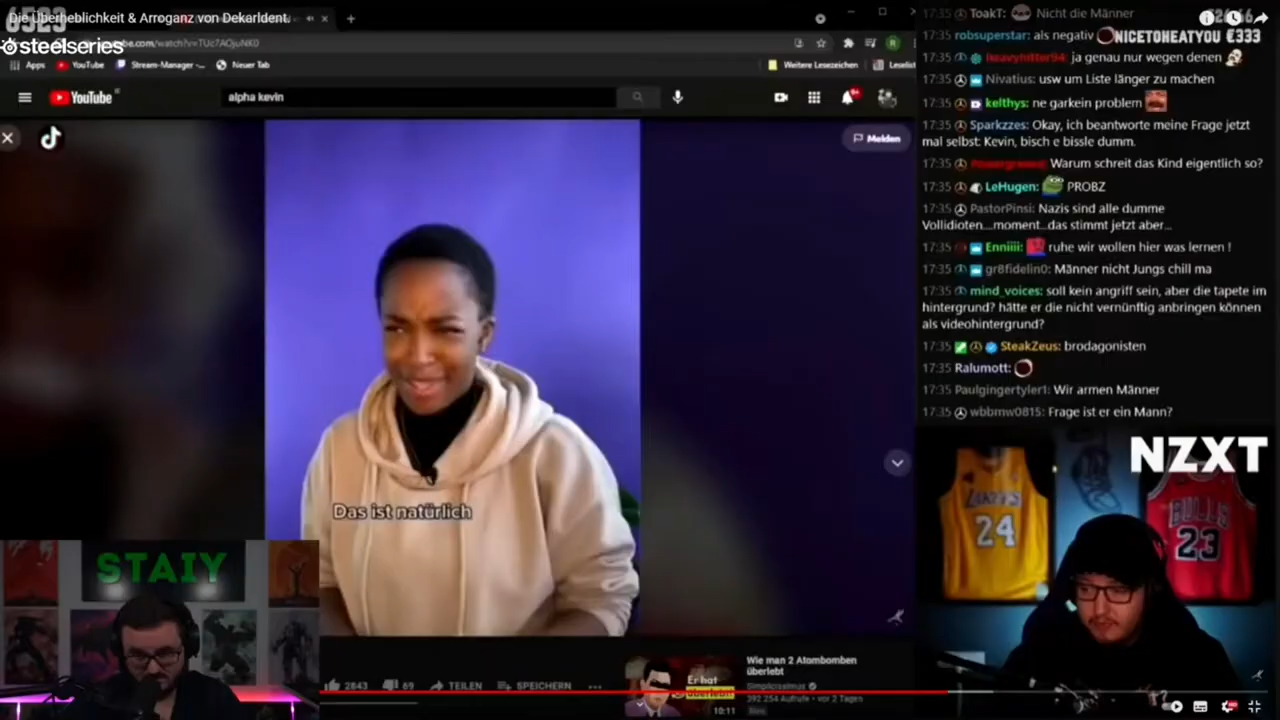 Die Überheblichkeit & Arroganz von Dekarldent.
steelseries
Apps
YouTube
Stream-Manager -...
Neuer Tab
Weitere Lesezeichen
YouTube
alpha kevin
Melden
Das ist natürlich
STAIY
2843
69
TEILEN
SPEICHERN
Er hat
überlebt!
10:11
Wie man 2 Atombomben
überlebt
Simplicissimus
392.254 Aufrufe • vor 2 Tagen
17:35 ToakT: Nicht die Männer
17:35 robsuperstar: als negativ
NICETOHEATYOU €333
17:35 heavyhitter94: ja genau nur wegen denen
17:35 Nivatius: usw um Liste länger zu machen
17:35 kelthys: ne garkein problem
17:35 Sparkzzes: Okay, ich beantworte meine Frage jetzt
mal selbst: Kevin, bisch e bissle dumm.
17:35 Warum schreit das Kind eigentlich so?
17:35 LeHugen: PROBZ
17:35 PastorPinsi: Nazis sind alle dumme
Vollidioten....moment...das stimmt jetzt aber...
17:35 Enniiii: ruhe wir wollen hier was lernen !
17:35 gr8fidelin0: Männer nicht Jungs chill ma
17:35 mind_voices: soll kein angriff sein, aber die tapete im
hintergrund? hätte er die nicht vernünftig anbringen können
als videohintergrund?
17:35 SteakZeus: brodagonisten
17:35 Ralumott:
17:35 Paulgingertyler1: Wir armen Männer
17:35 wbbmw0815: Frage ist er ein Mann?
NZXT
LAKERS
24
BULLS
23